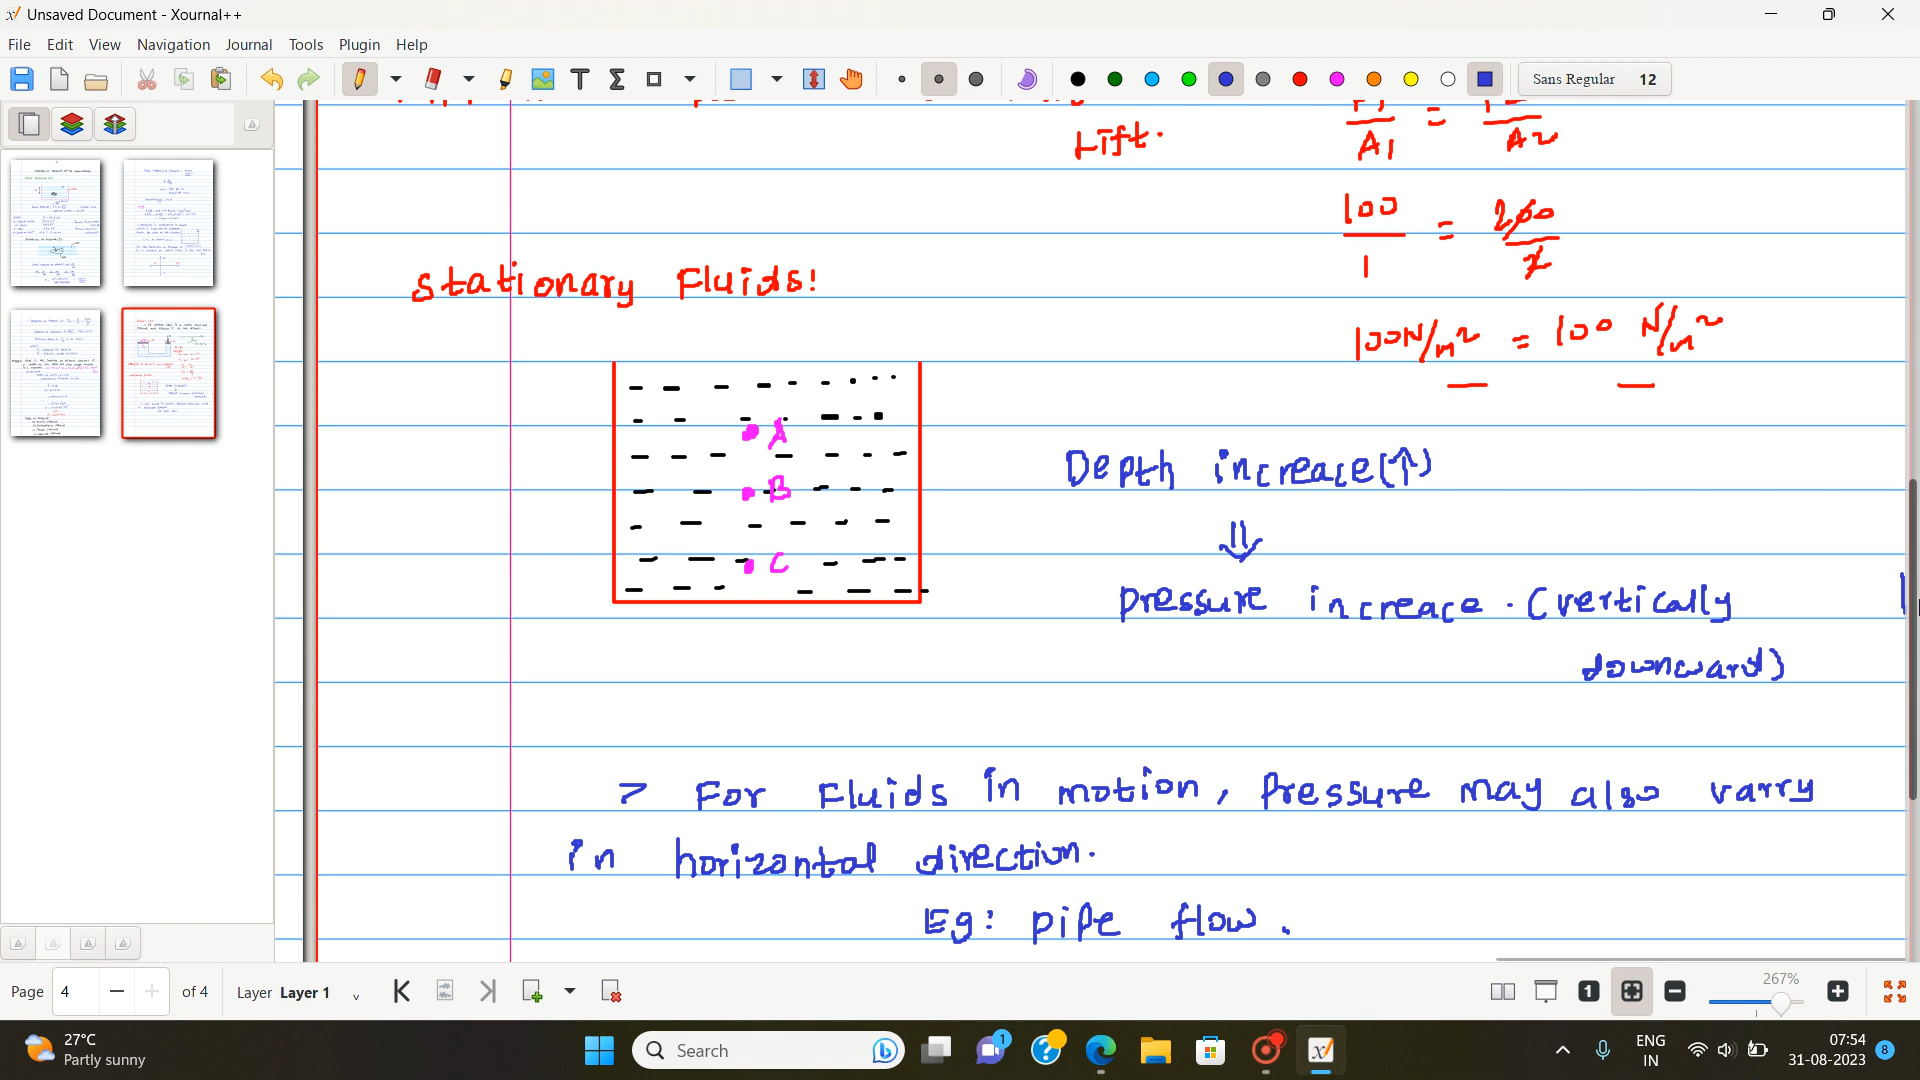 Unsaved Document - Xournal++
File Edit View Navigation Journal Tools Plugin Help
Sans Regular 12
Lift.
A1 = A2
100 = 200
1 2
Stationary Fluids!
100N/m2 = 100 N/m2
A
B
C
Depth increase(↑)
⇓
Pressure increace. (vertically
downward)
> For Fluids in motion, Pressure may also varry
in horizontal direction.
Eg: pipe flow.
Page 4 of 4 Layer Layer 1
267%
27°C
Partly sunny
Search
1
ENG
IN
07:54
31-08-2023
8